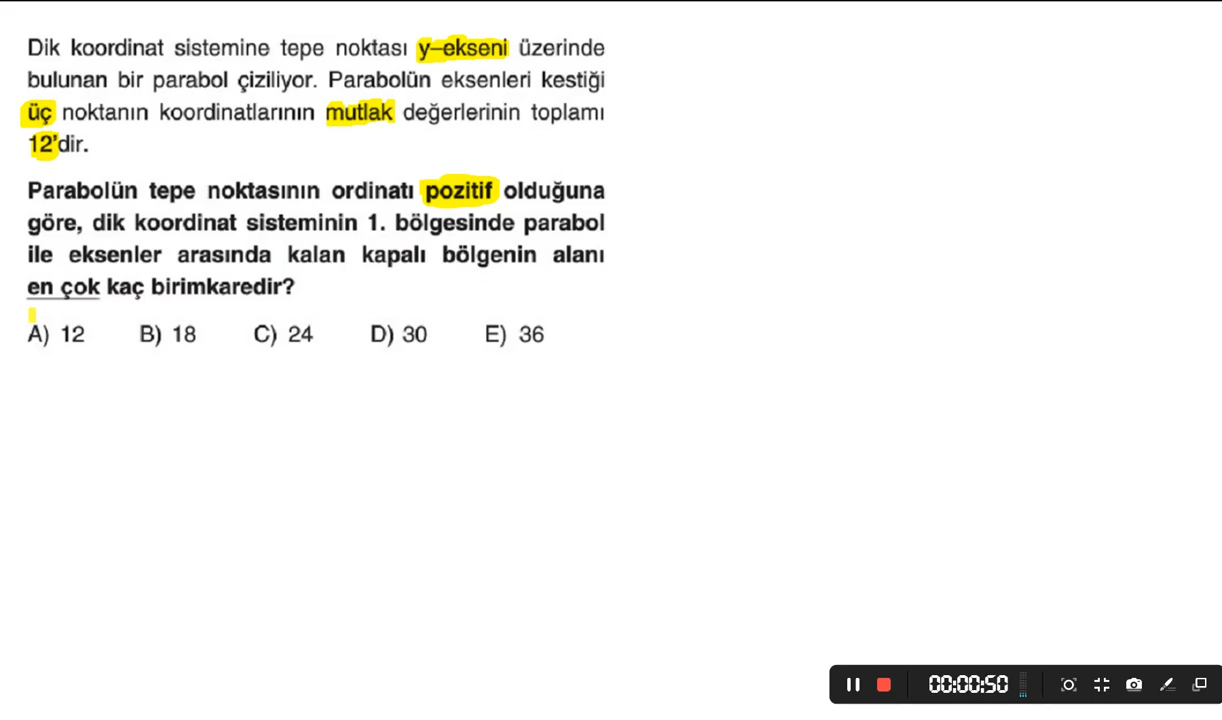 Dik koordinat sistemine tepe noktası y–ekseni üzerinde
bulunan bir parabol çiziliyor. Parabolün eksenleri kestiği
üç noktanın koordinatlarının mutlak değerlerinin toplamı
12'dir.
Parabolün tepe noktasının ordinatı pozitif olduğuna
göre, dik koordinat sisteminin 1. bölgesinde parabol
ile eksenler arasında kalan kapalı bölgenin alanı
en çok kaç birimkaredir?
A) 12 B) 18 C) 24 D) 30 E) 36
00:00:50